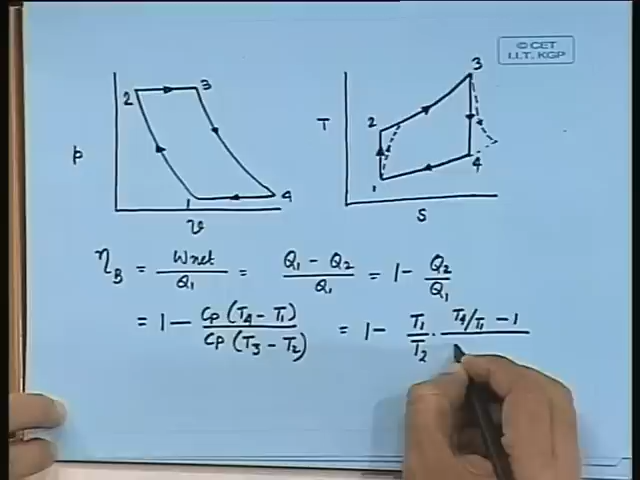 © CET
I.I.T. KGP
p
2
3
1
4
v
T
3
2
4
1
S
η_B = Wnet/Q₁ = (Q₁ - Q₂)/Q₁ = 1 - Q₂/Q₁
= 1 - Cp (T₄ - T₁)/Cp (T₃ - T₂) = 1 - T₁/T₂ · T₄/T₁ - 1